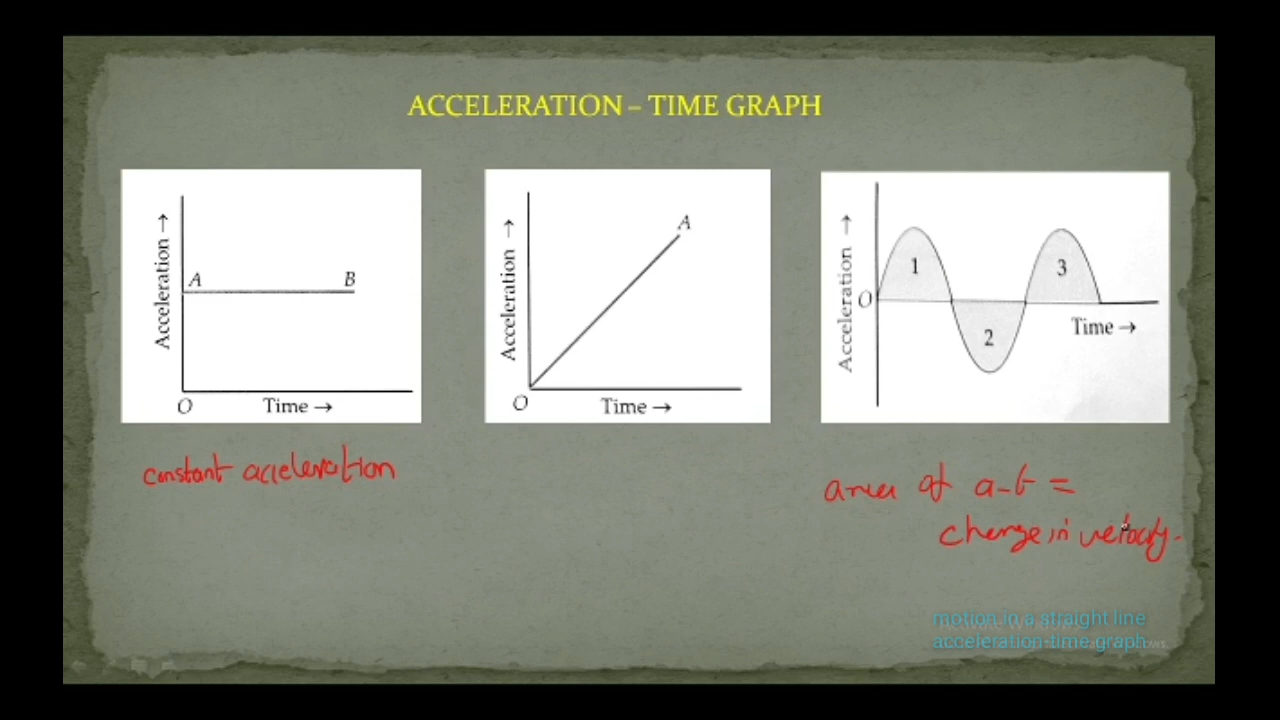 ACCELERATION – TIME GRAPH
Acceleration →
A
B
O
Time →
constant acceleration
Acceleration →
A
O
Time →
Acceleration →
O
1
2
3
Time →
area of a-t =
change in velocity.
motion in a straight line
acceleration-time graph